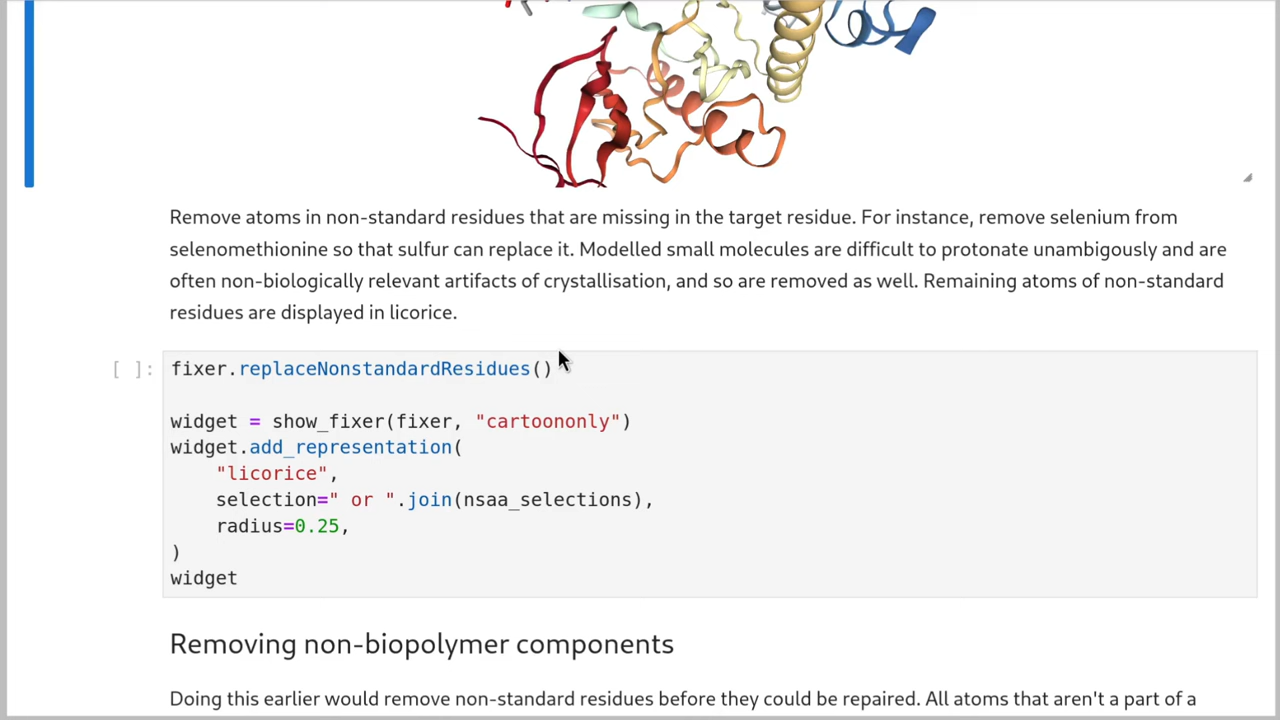 Remove atoms in non-standard residues that are missing in the target residue. For instance, remove selenium from
selenomethionine so that sulfur can replace it. Modelled small molecules are difficult to protonate unambigously and are
often non-biologically relevant artifacts of crystallisation, and so are removed as well. Remaining atoms of non-standard
residues are displayed in licorice.
[ ]: fixer.replaceNonstandardResidues()
widget = show_fixer(fixer, "cartoononly")
widget.add_representation(
    "licorice",
    selection=" or ".join(nsaa_selections),
    radius=0.25,
)
widget
Removing non-biopolymer components
Doing this earlier would remove non-standard residues before they could be repaired. All atoms that aren't a part of a